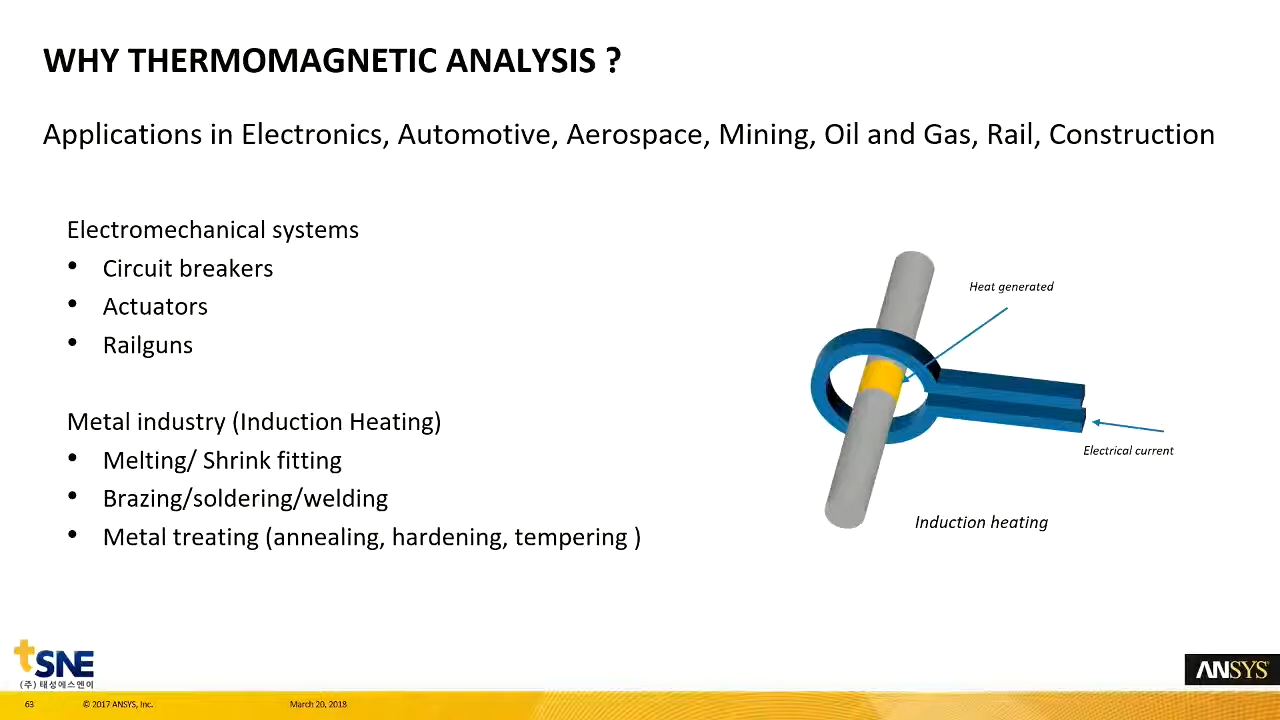 WHY THERMOMAGNETIC ANALYSIS ?
Applications in Electronics, Automotive, Aerospace, Mining, Oil and Gas, Rail, Construction
Electromechanical systems
• Circuit breakers
• Actuators
• Railguns
Metal industry (Induction Heating)
• Melting/ Shrink fitting
• Brazing/soldering/welding
• Metal treating (annealing, hardening, tempering )
Heat generated
Electrical current
Induction heating
tSNE
(주) 태성에스엔이
ANSYS
63 © 2017 ANSYS, Inc. March 20, 2018